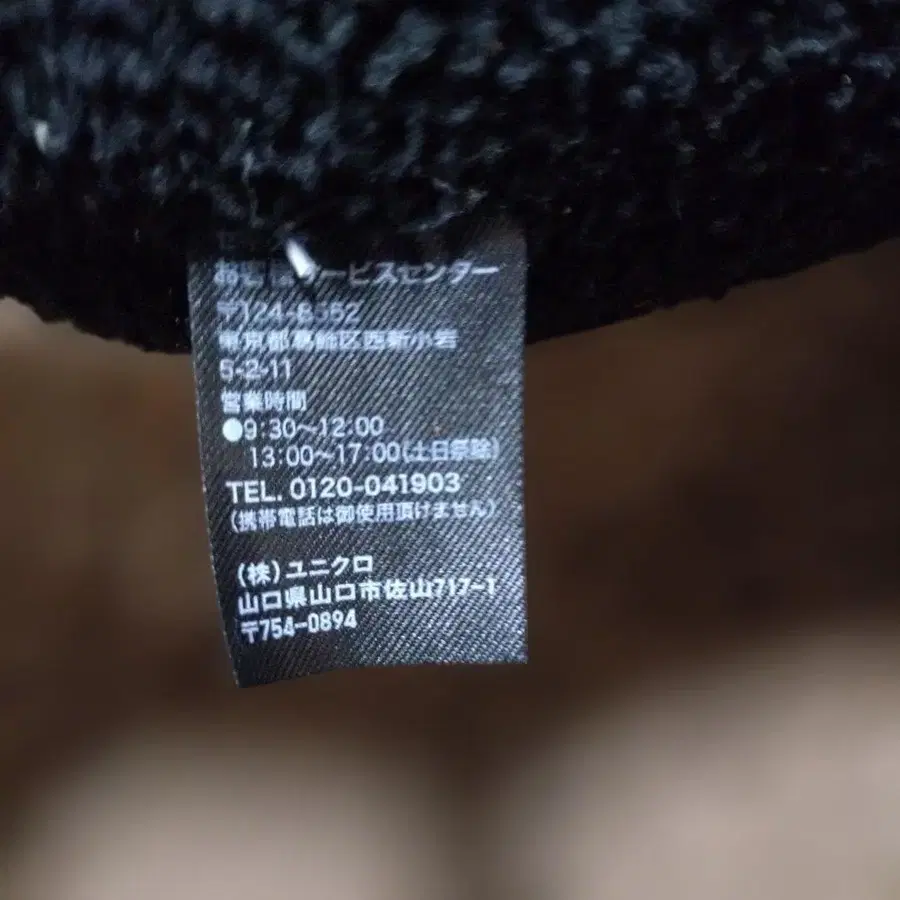 お客様サービスセンター
〒124-8552
東京都葛飾区西新小岩
5-2-11
営業時間
●9:30〜12:00
13:00〜17:00(土日祭除)
TEL. 0120-041903
(携帯電話は御使用頂けません)
(株)ユニクロ
山口県山口市佐山717-1
〒754-0894